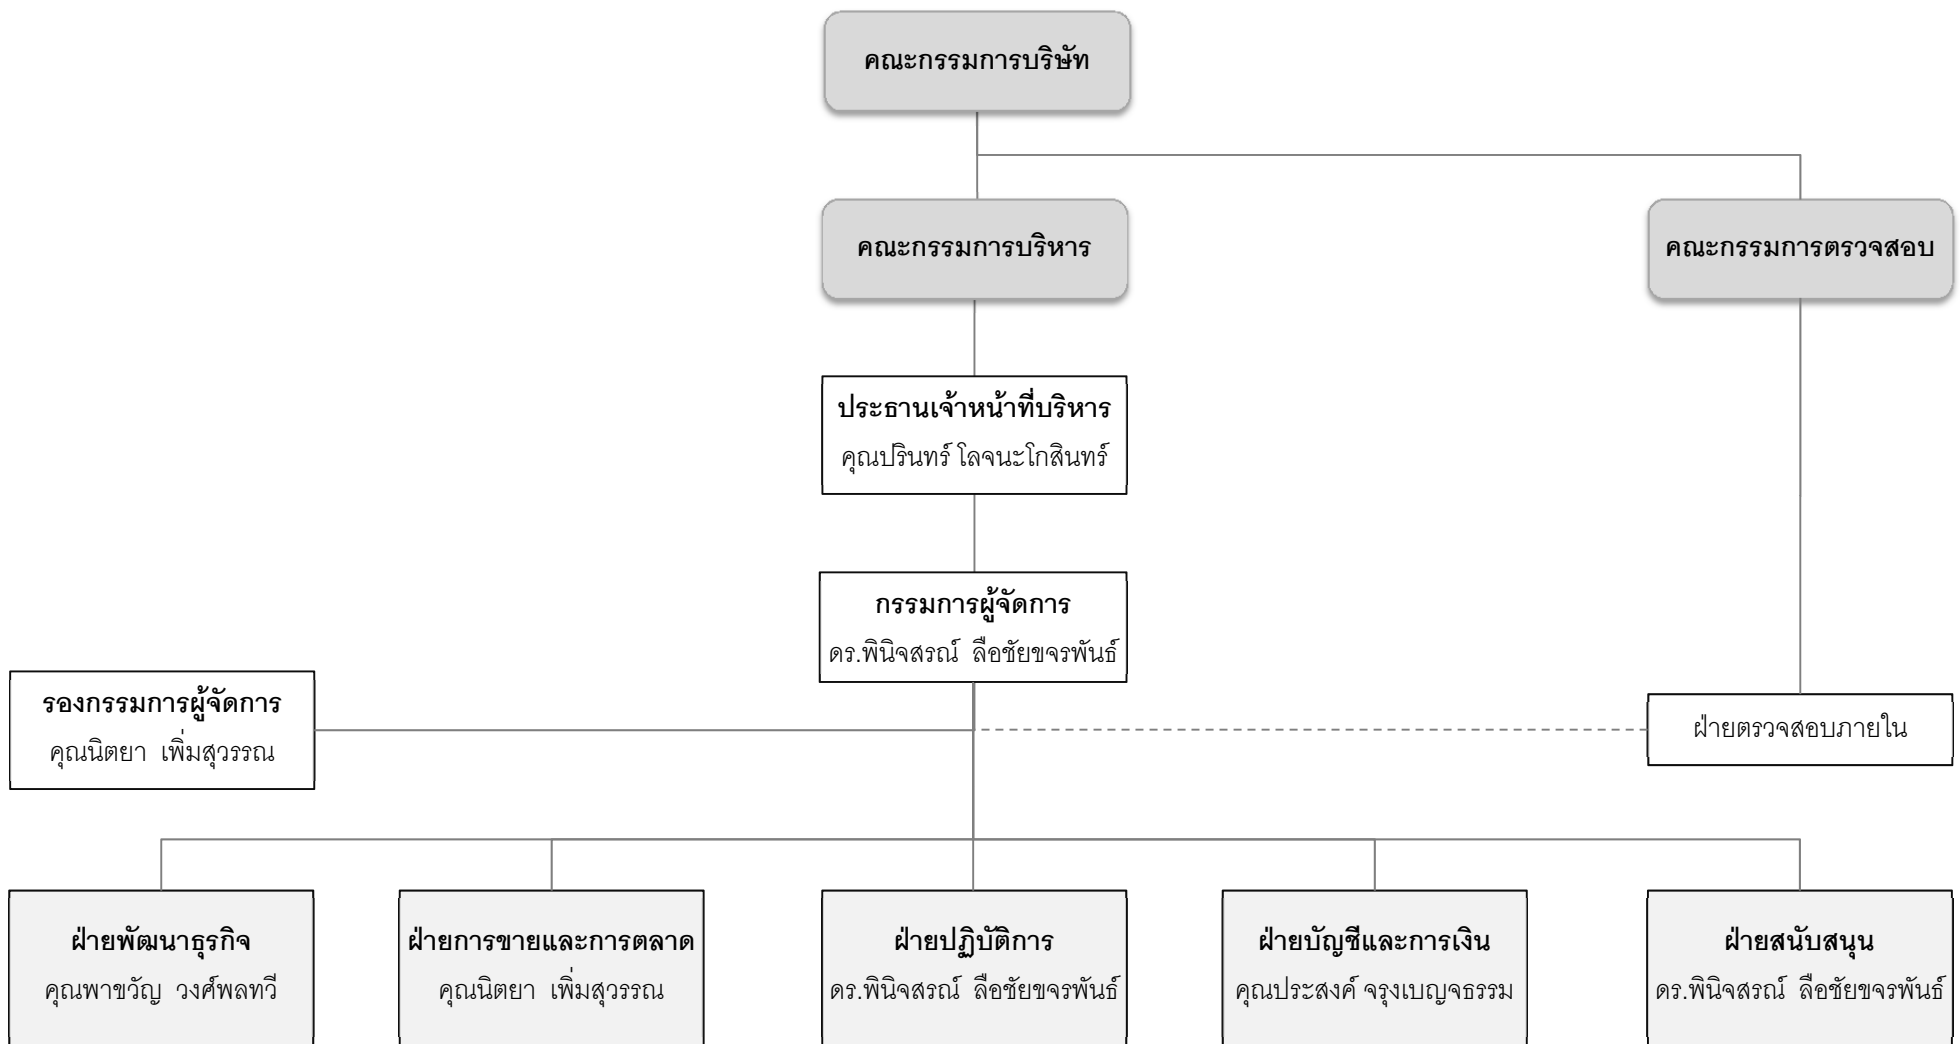 คณะกรรมการบริษัท
คณะกรรมการบริหาร
คณะกรรมการตรวจสอบ
ประธานเจ้าหน้าที่บริหาร
คุณปรินทร์ โลจนะโกสินทร์
กรรมการผู้จัดการ
ดร.พินิจสรณ์ ลือชัยขจรพันธ์
รองกรรมการผู้จัดการ
คุณนิตยา เพิ่มสุวรรณ
ฝ่ายตรวจสอบภายใน
ฝ่ายพัฒนาธุรกิจ
คุณพาขวัญ วงศ์พลทวี
ฝ่ายการขายและการตลาด
คุณนิตยา เพิ่มสุวรรณ
ฝ่ายปฏิบัติการ
ดร.พินิจสรณ์ ลือชัยขจรพันธ์
ฝ่ายบัญชีและการเงิน
คุณประสงค์ จรุงเบญจธรรม
ฝ่ายสนับสนุน
ดร.พินิจสรณ์ ลือชัยขจรพันธ์